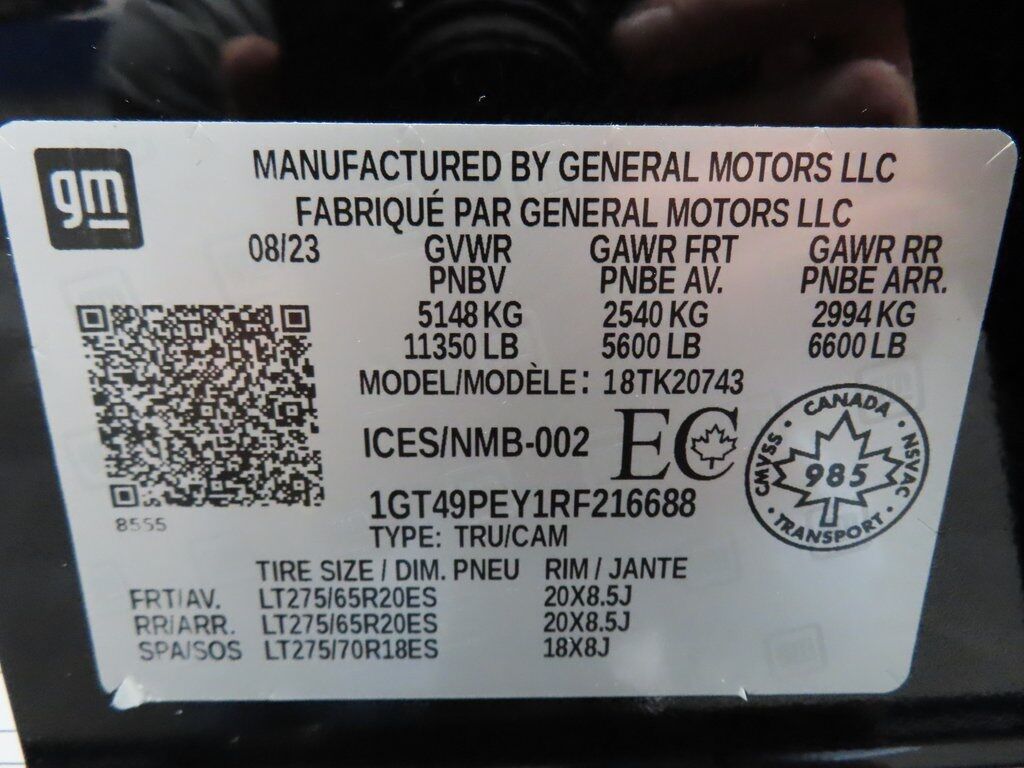 gm
MANUFACTURED BY GENERAL MOTORS LLC
FABRIQUÉ PAR GENERAL MOTORS LLC
08/23 GVWR GAWR FRT GAWR RR
PNBV PNBE AV. PNBE ARR.
5148 KG 2540 KG 2994 KG
11350 LB 5600 LB 6600 LB
MODEL/MODÈLE: 18TK20743
ICES/NMB-002 EC
CANADA
CMVSS 985 NSVAC
TRANSPORT
1GT49PEY1RF216688
8555
TYPE: TRU/CAM
TIRE SIZE / DIM. PNEU RIM / JANTE
FRT/AV. LT275/65R20ES 20X8.5J
RR/ARR. LT275/65R20ES 20X8.5J
SPA/SOS LT275/70R18ES 18X8J